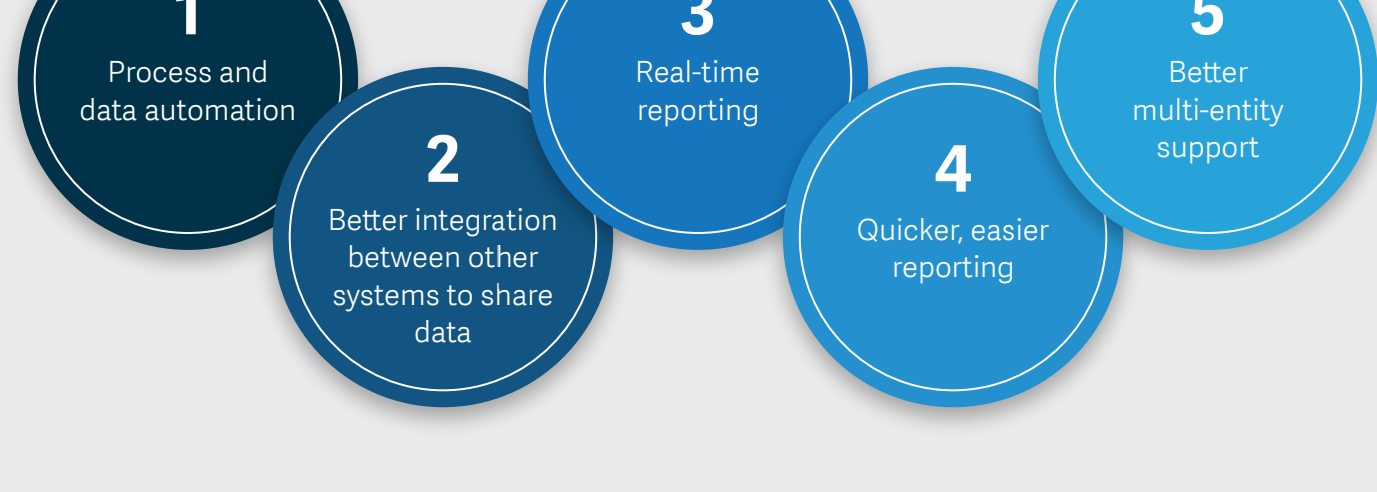 1
Process and
data automation
2
Better integration
between other
systems to share
data
3
Real-time
reporting
4
Quicker, easier
reporting
5
Better
multi-entity
support